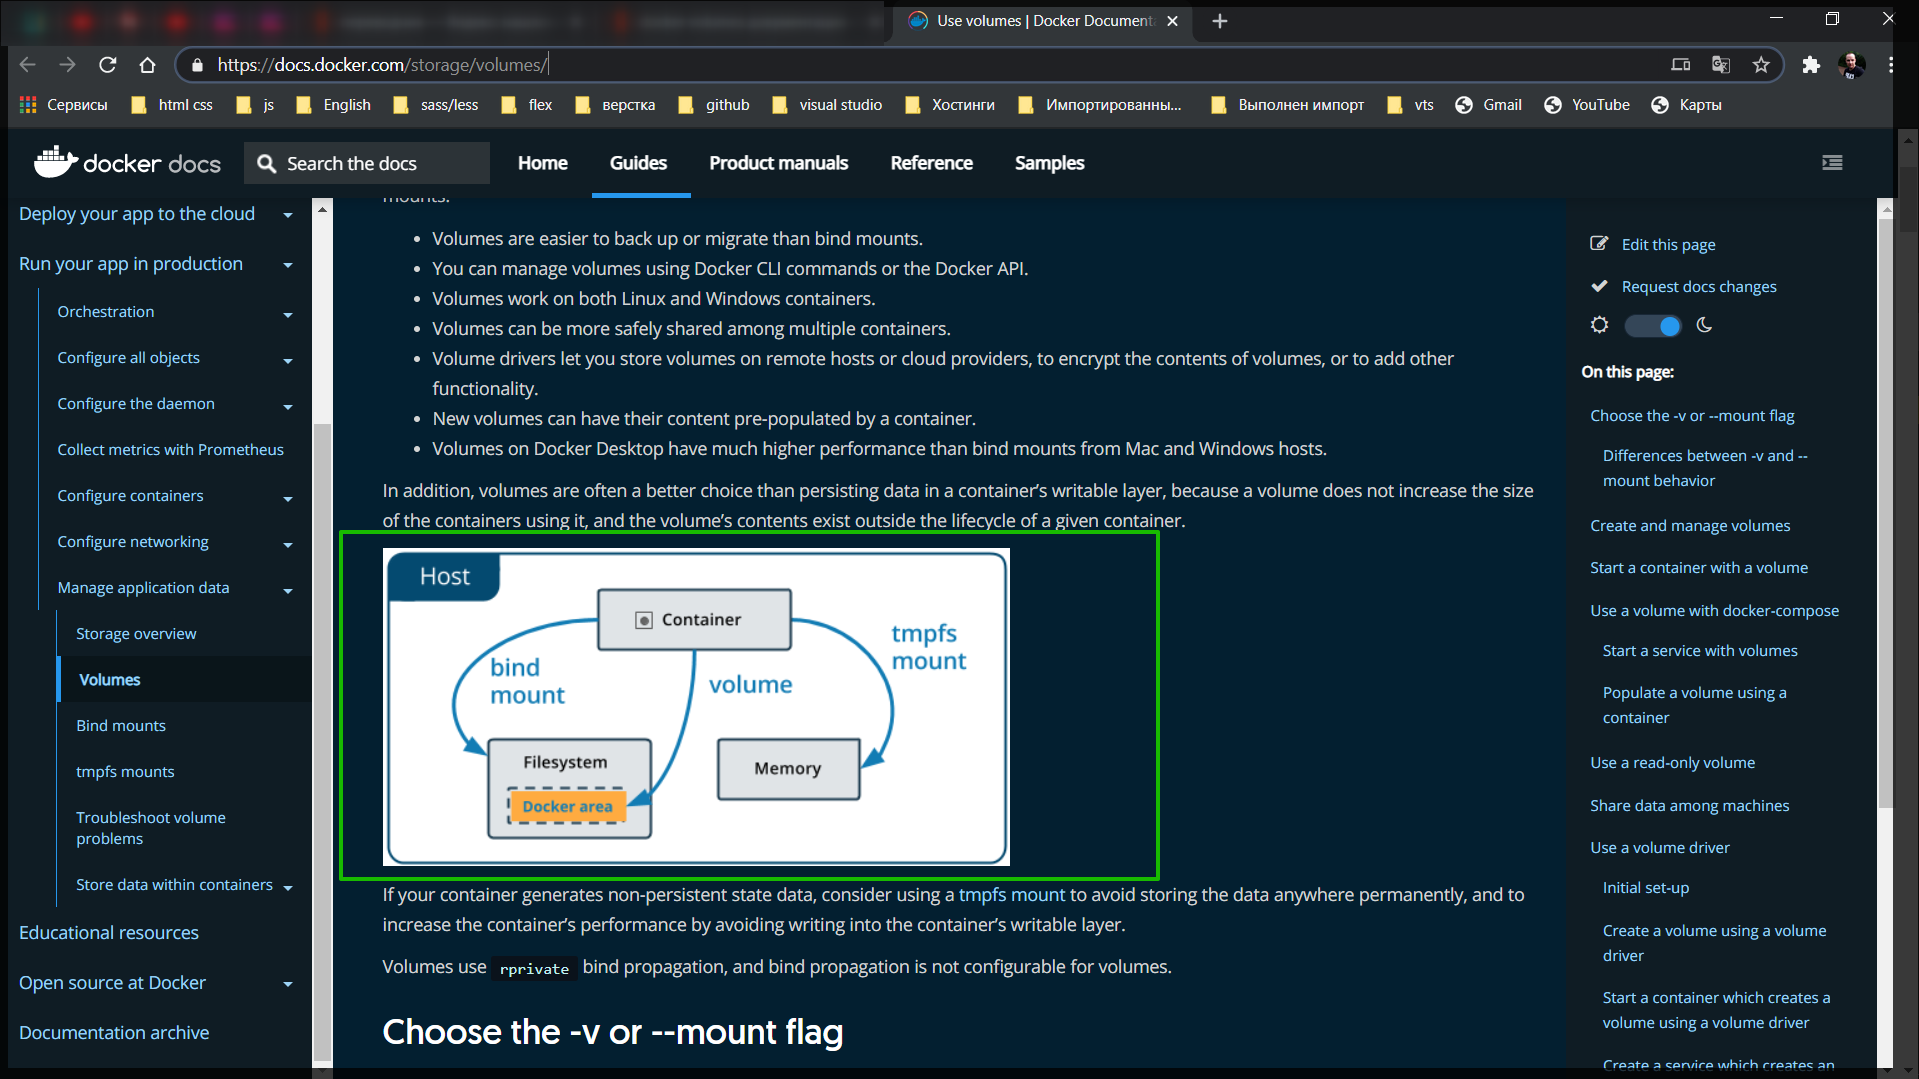 Use volumes | Docker Documenta
https://docs.docker.com/storage/volumes/
Сервисы html css js English sass/less flex верстка github visual studio Хостинги Импортированны... Выполнен импорт vts Gmail YouTube Карты
docker docs Search the docs Home Guides Product manuals Reference Samples
Deploy your app to the cloud
Run your app in production
Orchestration
Configure all objects
Configure the daemon
Collect metrics with Prometheus
Configure containers
Configure networking
Manage application data
Storage overview
Volumes
Bind mounts
tmpfs mounts
Troubleshoot volume
problems
Store data within containers
Educational resources
Open source at Docker
Documentation archive
mounts.
• Volumes are easier to back up or migrate than bind mounts.
• You can manage volumes using Docker CLI commands or the Docker API.
• Volumes work on both Linux and Windows containers.
• Volumes can be more safely shared among multiple containers.
• Volume drivers let you store volumes on remote hosts or cloud providers, to encrypt the contents of volumes, or to add other
functionality.
• New volumes can have their content pre-populated by a container.
• Volumes on Docker Desktop have much higher performance than bind mounts from Mac and Windows hosts.
In addition, volumes are often a better choice than persisting data in a container’s writable layer, because a volume does not increase the size
of the containers using it, and the volume’s contents exist outside the lifecycle of a given container.
Host
Container
bind
mount
volume
tmpfs
mount
Filesystem
Docker area
Memory
If your container generates non-persistent state data, consider using a tmpfs mount to avoid storing the data anywhere permanently, and to
increase the container’s performance by avoiding writing into the container’s writable layer.
Volumes use rprivate bind propagation, and bind propagation is not configurable for volumes.
Choose the -v or --mount flag
Edit this page
Request docs changes
On this page:
Choose the -v or --mount flag
Differences between -v and --
mount behavior
Create and manage volumes
Start a container with a volume
Use a volume with docker-compose
Start a service with volumes
Populate a volume using a
container
Use a read-only volume
Share data among machines
Use a volume driver
Initial set-up
Create a volume using a volume
driver
Start a container which creates a
volume using a volume driver
Create a service which creates an